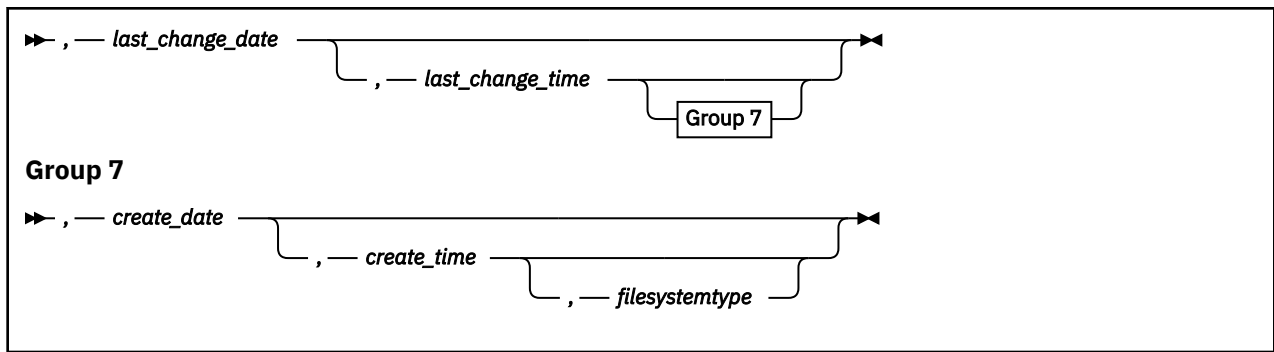 , last_change_date
, last_change_time
Group 7
Group 7
, create_date
, create_time
, filesystemtype